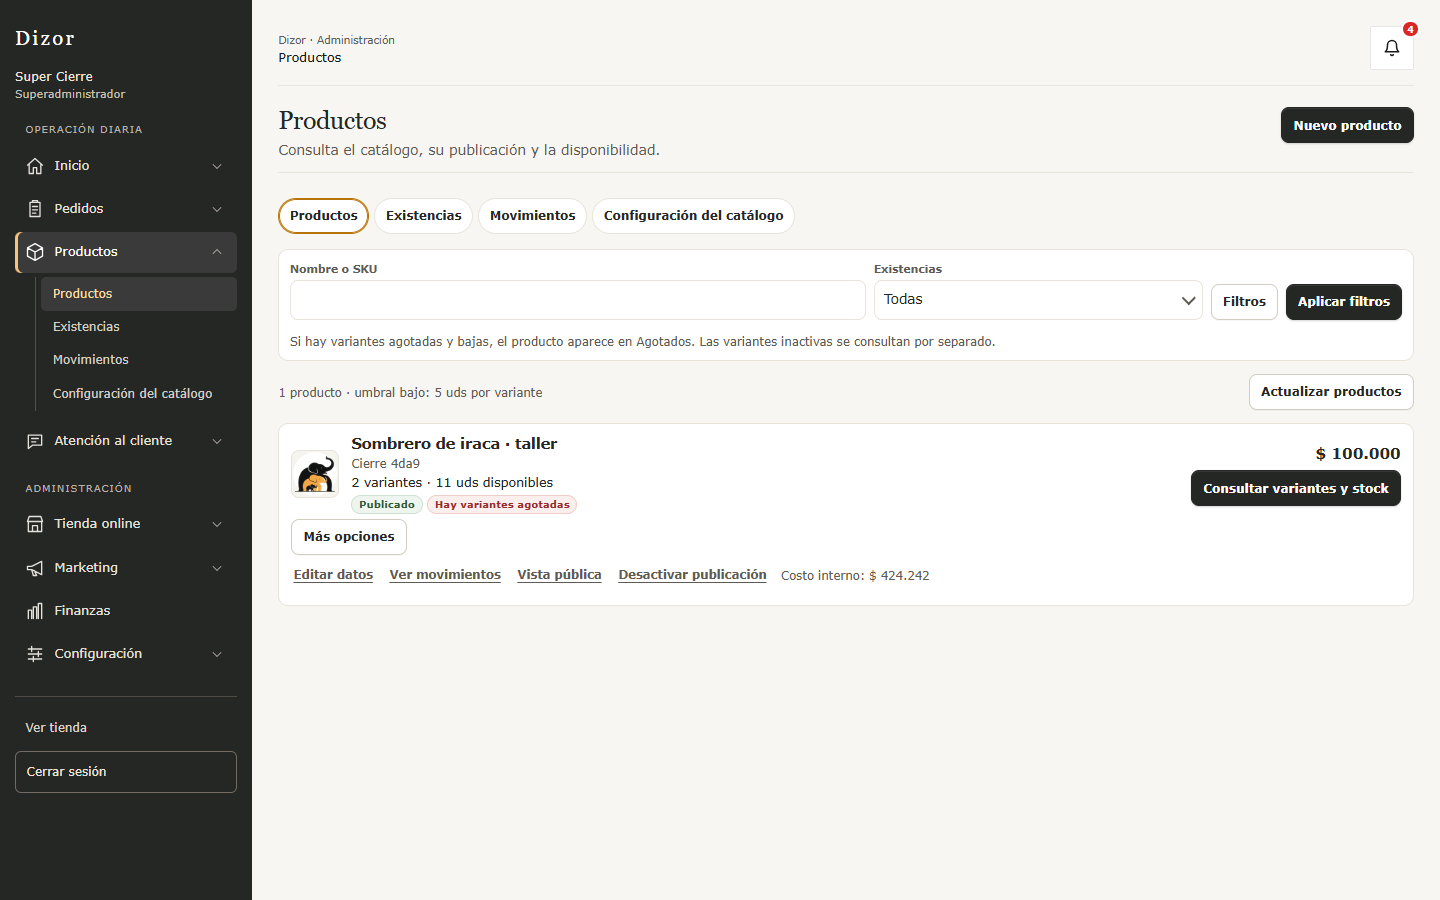 Dizor
Super Cierre
Superadministrador
OPERACIÓN DIARIA
Inicio
Pedidos
Productos
Productos
Existencias
Movimientos
Configuración del catálogo
Atención al cliente
ADMINISTRACIÓN
Tienda online
Marketing
Finanzas
Configuración
Ver tienda
Cerrar sesión
Dizor · Administración
Productos
4
Productos
Consulta el catálogo, su publicación y la disponibilidad.
Nuevo producto
Productos Existencias Movimientos Configuración del catálogo
Nombre o SKU Existencias
Todas Filtros Aplicar filtros
Si hay variantes agotadas y bajas, el producto aparece en Agotados. Las variantes inactivas se consultan por separado.
1 producto · umbral bajo: 5 uds por variante Actualizar productos
Sombrero de iraca · taller
Cierre 4da9
2 variantes · 11 uds disponibles
Publicado Hay variantes agotadas
$ 100.000
Consultar variantes y stock
Más opciones
Editar datos Ver movimientos Vista pública Desactivar publicación Costo interno: $ 424.242